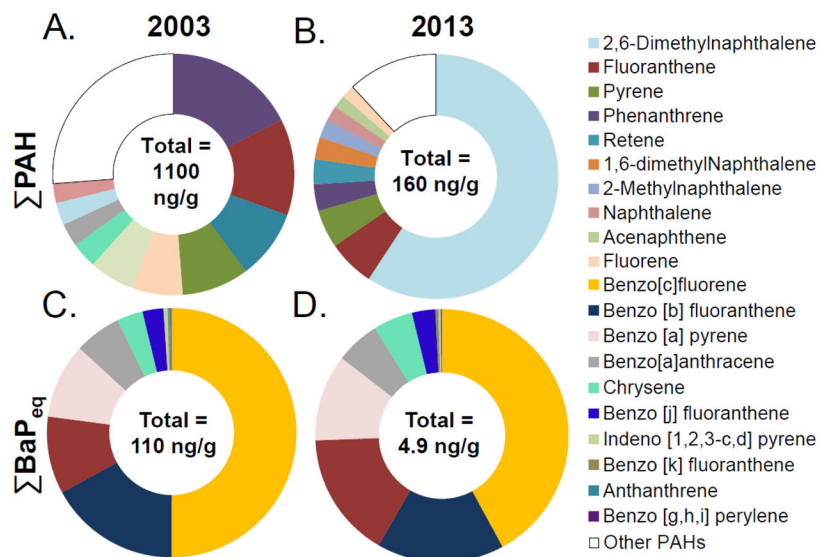 A.
2003
B.
2013
∑PAH
Total =
1100
ng/g
Total =
160 ng/g
C.
D.
∑BaPeq
Total =
110 ng/g
Total =
4.9 ng/g
2,6-Dimethylnaphthalene
Fluoranthene
Pyrene
Phenanthrene
Retene
1,6-dimethylNaphthalene
2-Methylnaphthalene
Naphthalene
Acenaphthene
Fluorene
Benzo[c]fluorene
Benzo [b] fluoranthene
Benzo [a] pyrene
Benzo[a]anthracene
Chrysene
Benzo [j] fluoranthene
Indeno [1,2,3-c,d] pyrene
Benzo [k] fluoranthene
Anthanthrene
Benzo [g,h,i] perylene
Other PAHs